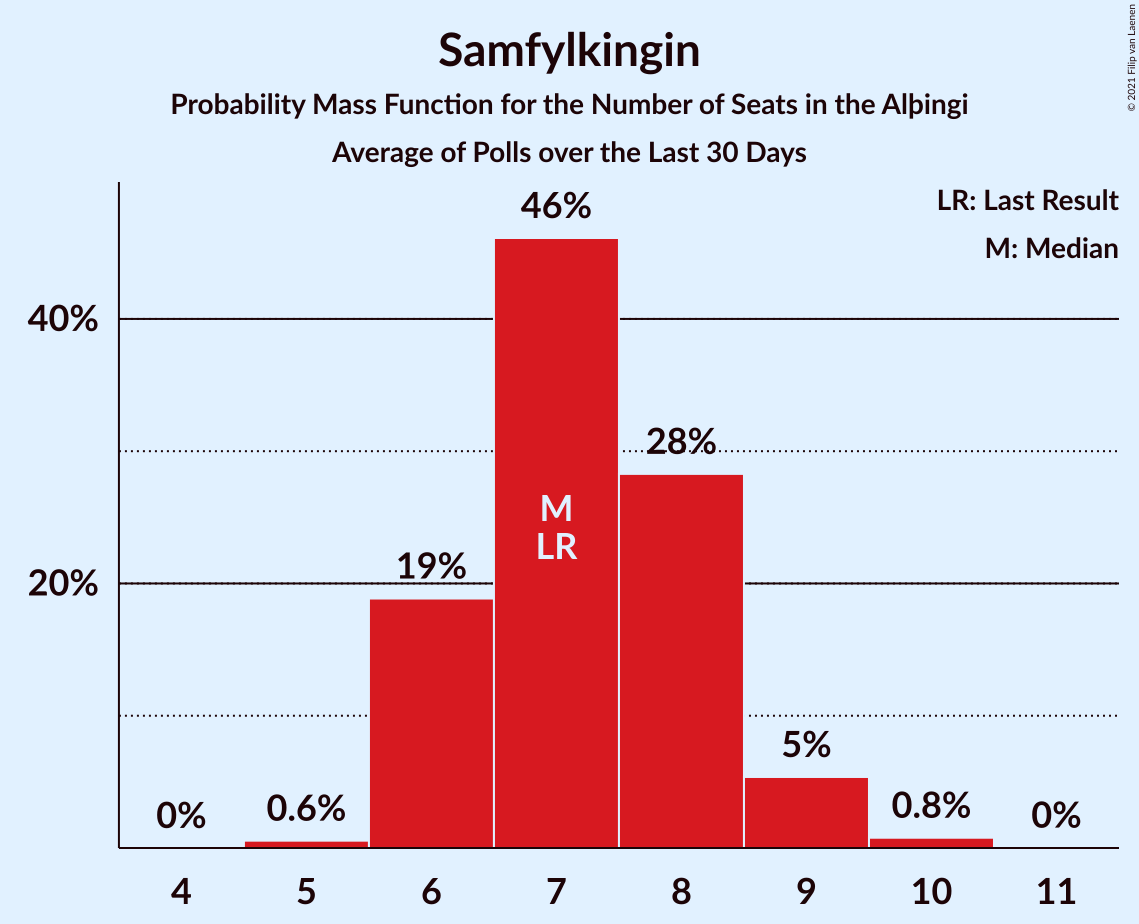 Samfylkingin
Probability Mass Function for the Number of Seats in the Alþingi
Average of Polls over the Last 30 Days
© 2021 Filip van Laenen
LR: Last Result
M: Median
46%
40%
28%
M
LR
19%
20%
5%
0%
0.6%
0.8%
0%
4 5 6 7 8 9 10 11